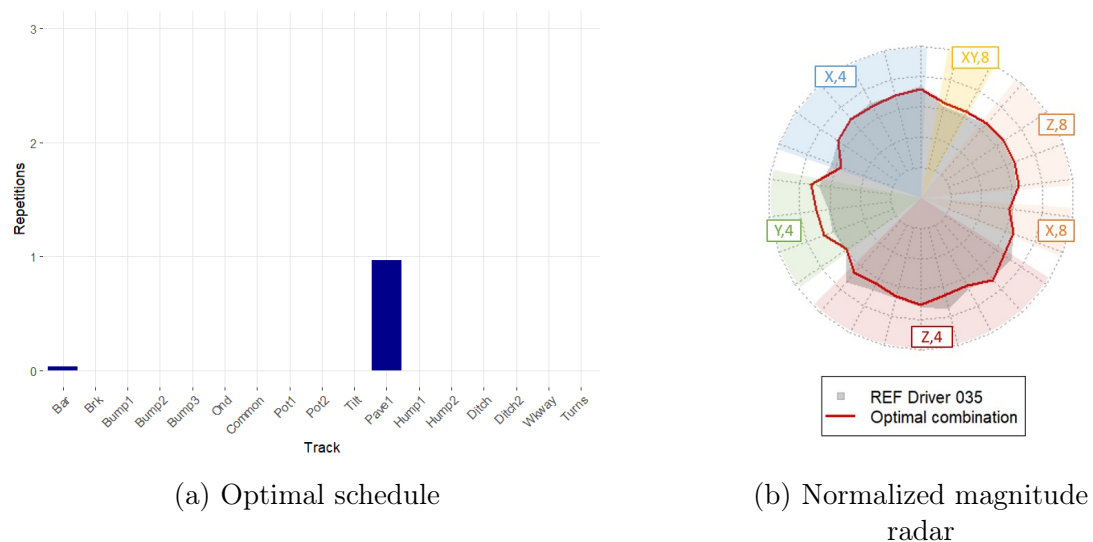 3
2
1
0
Repetitions
Bar
Brk
Bump1
Bump2
Bump3
Ond
Common
Pot1
Pot2
Tilt
Pave1
Hump1
Hump2
Ditch
Ditch2
Wkway
Turns
Track
(a) Optimal schedule
XY,8
X,4
Z,8
Y,4
X,8
Z,4
REF Driver 035
Optimal combination
(b) Normalized magnitude
radar